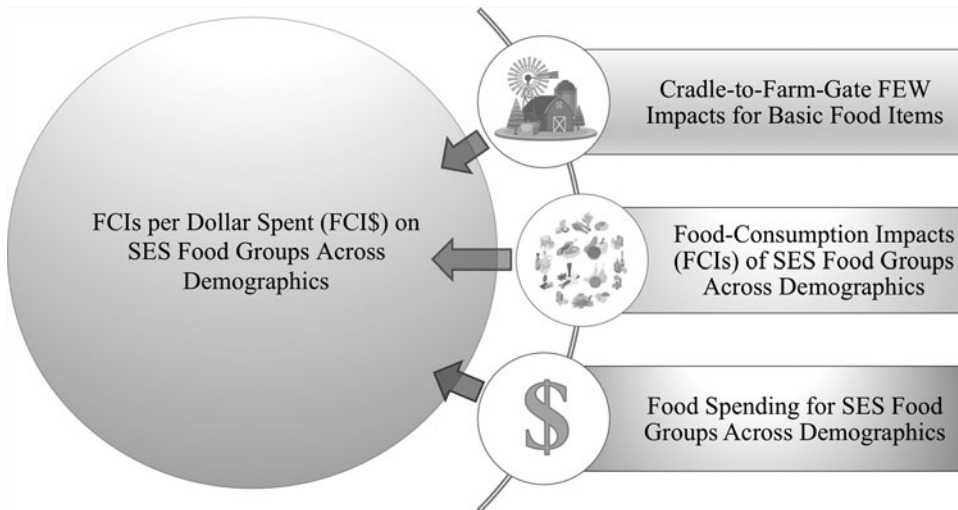 FCIs per Dollar Spent (FCI$) on
SES Food Groups Across
Demographics
Cradle-to-Farm-Gate FEW
Impacts for Basic Food Items
Food-Consumption Impacts
(FCIs) of SES Food Groups
Across Demographics
$
Food Spending for SES Food
Groups Across Demographics